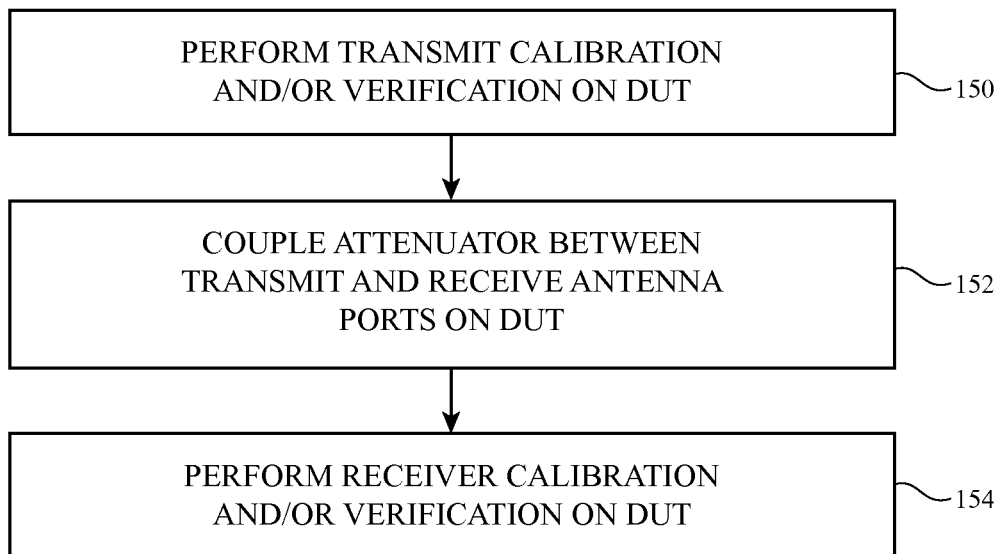 PERFORM TRANSMIT CALIBRATION
AND/OR VERIFICATION ON DUT
150
COUPLE ATTENUATOR BETWEEN
TRANSMIT AND RECEIVE ANTENNA
PORTS ON DUT
152
PERFORM RECEIVER CALIBRATION
AND/OR VERIFICATION ON DUT
154